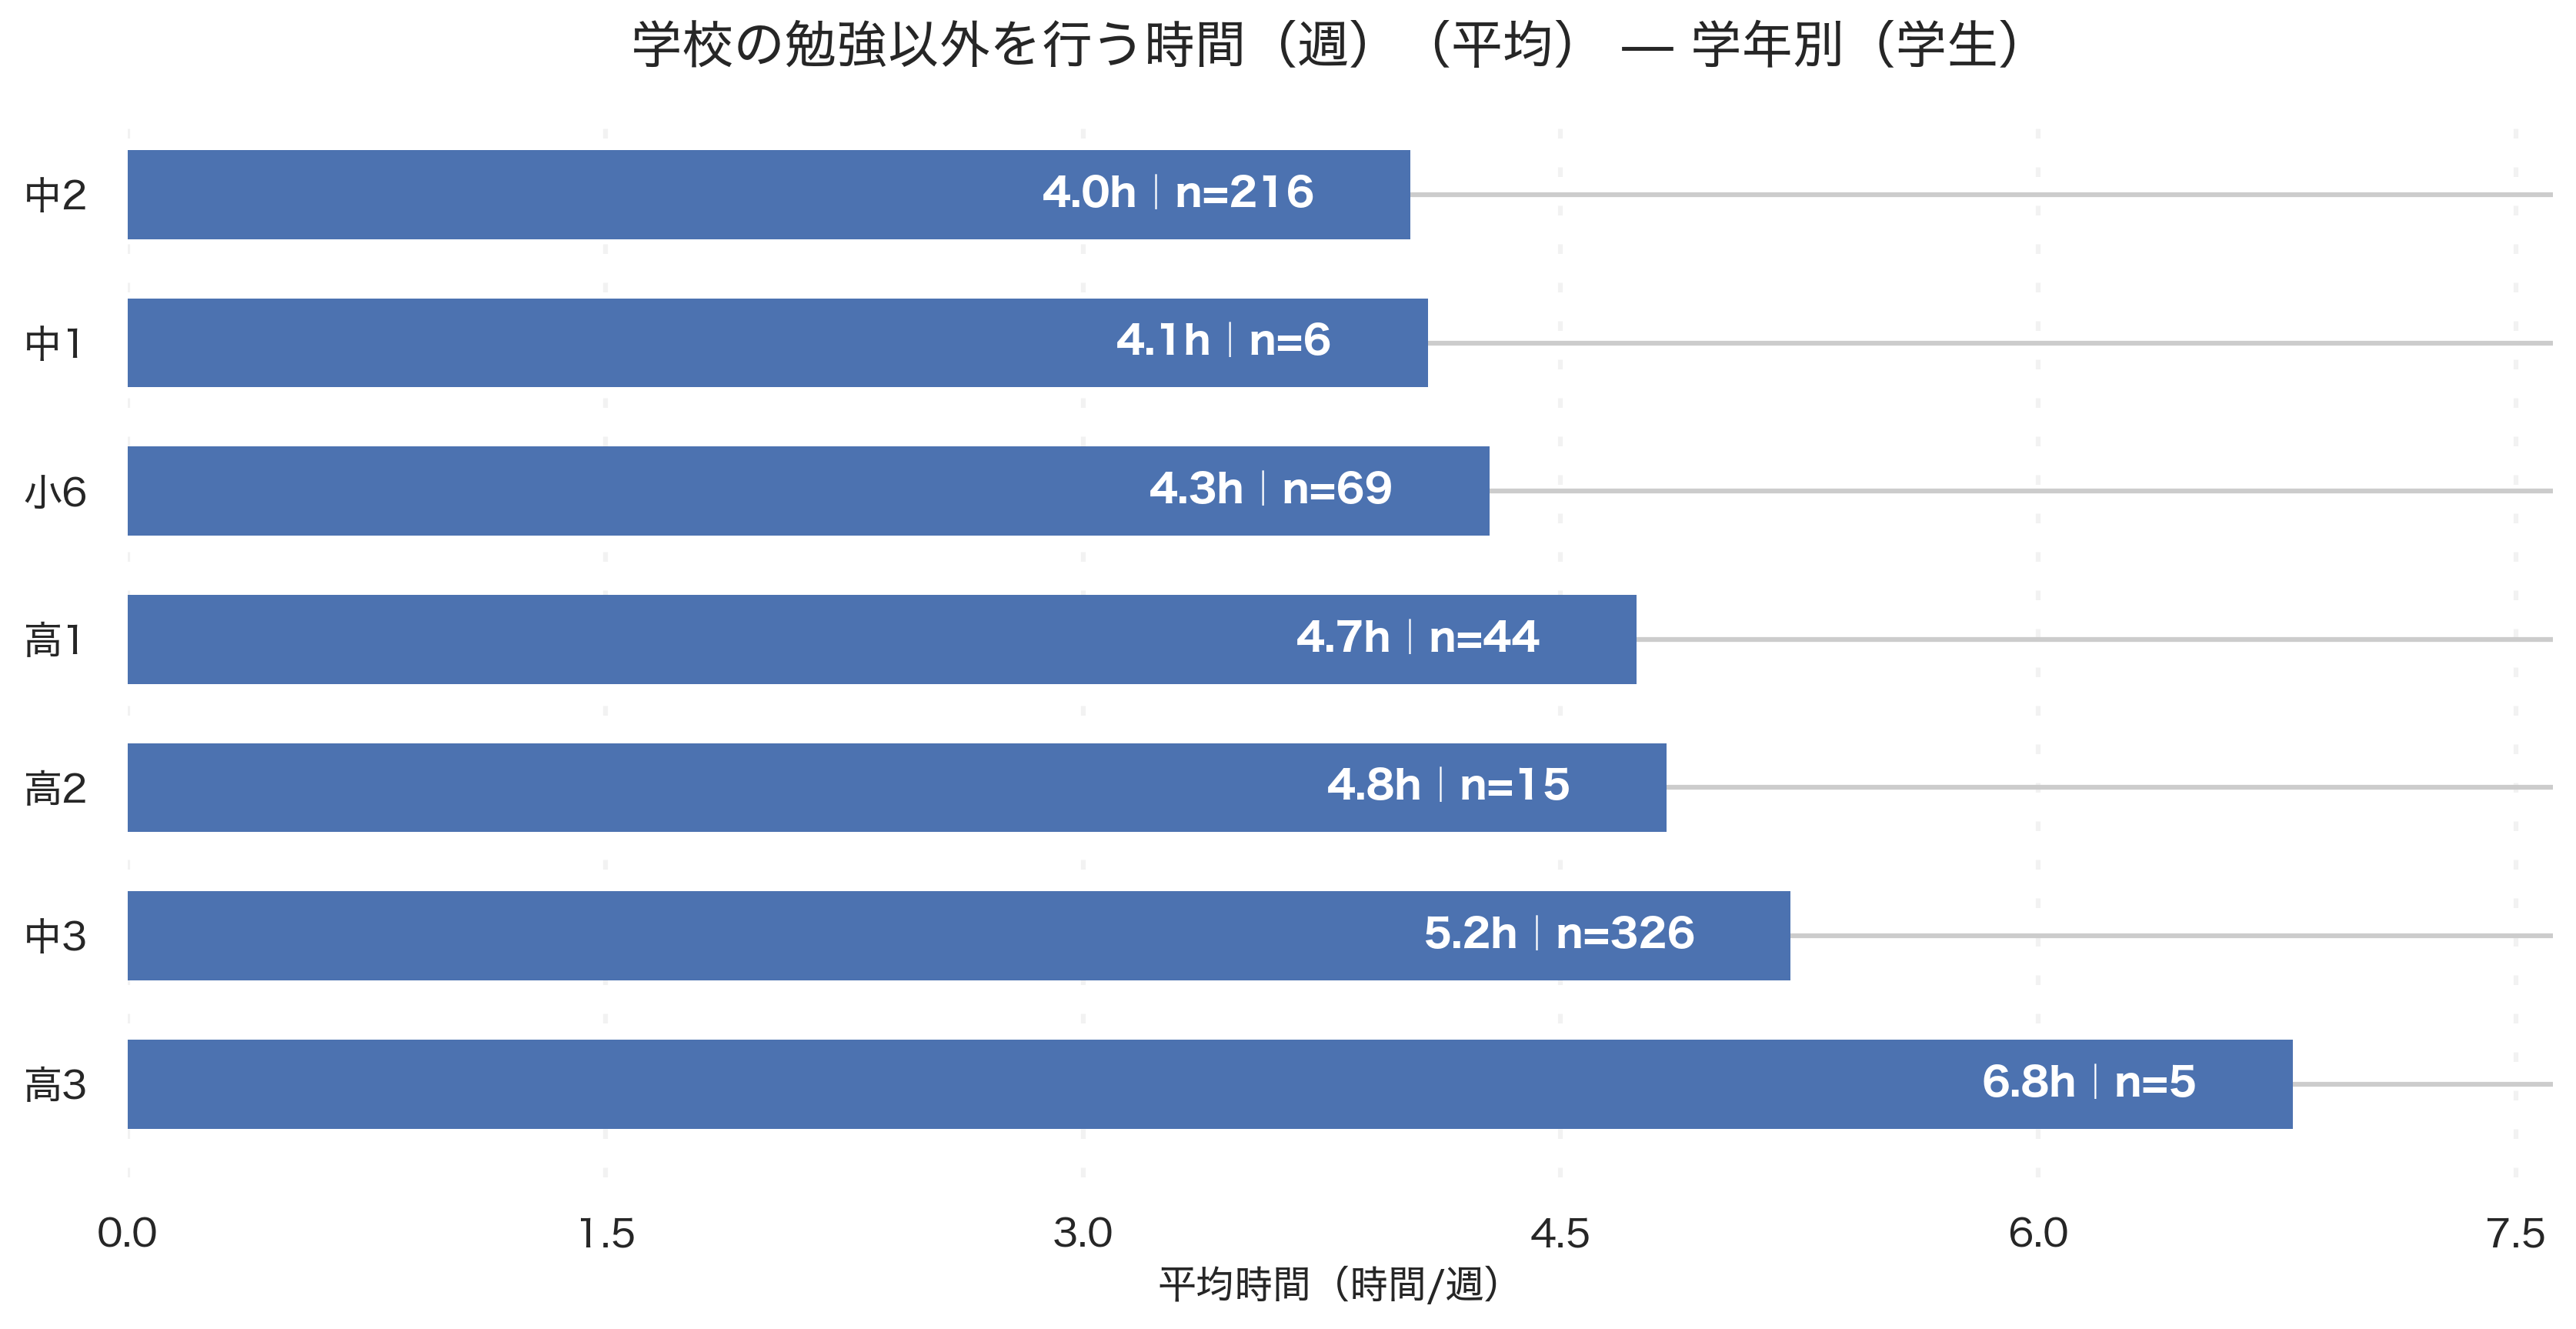 学校の勉強以外を行う時間（週）（平均） — 学年別（学生）
中2 4.0h｜n=216
中1 4.1h｜n=6
小6 4.3h｜n=69
高1 4.7h｜n=44
高2 4.8h｜n=15
中3 5.2h｜n=326
高3 6.8h｜n=5
0.0 1.5 3.0 4.5 6.0 7.5
平均時間（時間/週）